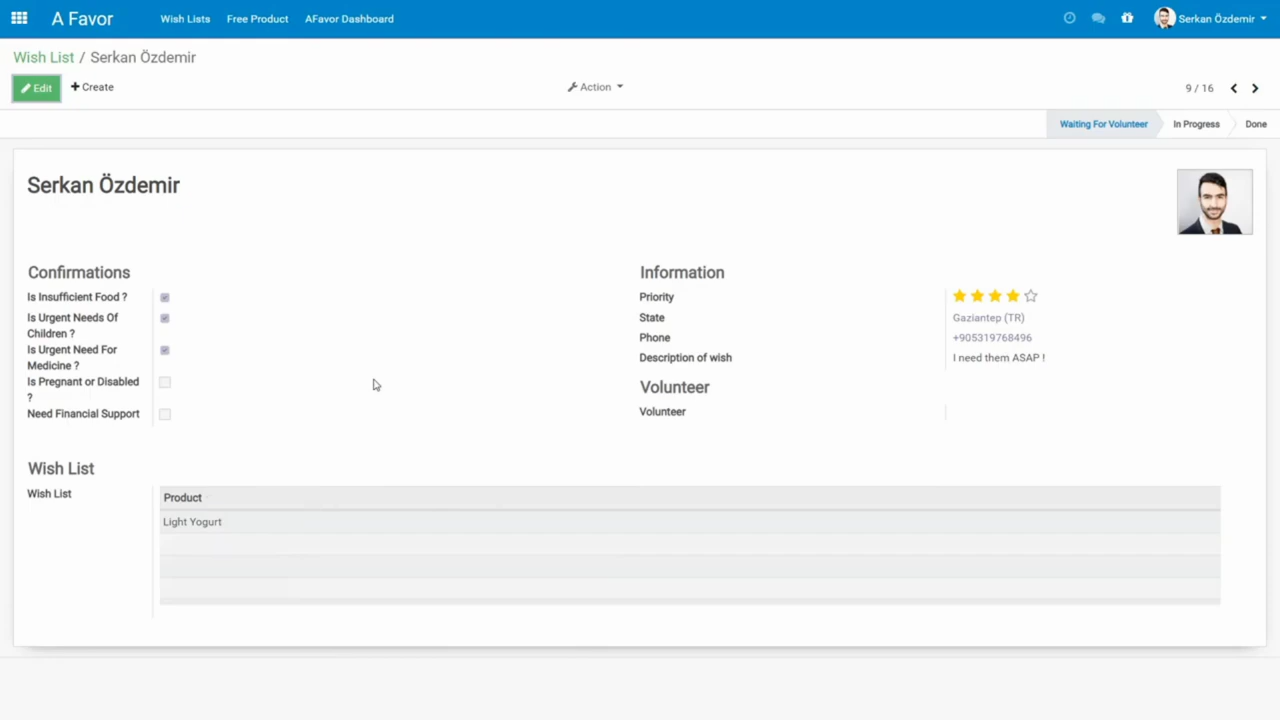 A Favor Wish Lists Free Product AFavor Dashboard Serkan Özdemir
Wish List / Serkan Özdemir
Edit Create Action 9 / 16
Waiting For Volunteer In Progress Done
Serkan Özdemir
Confirmations
Is Insufficient Food ?
Is Urgent Needs Of
Children ?
Is Urgent Need For
Medicine ?
Is Pregnant or Disabled
?
Need Financial Support
Information
Priority
State Gaziantep (TR)
Phone +905319768496
Description of wish I need them ASAP !
Volunteer
Volunteer
Wish List
Wish List
Product
Light Yogurt